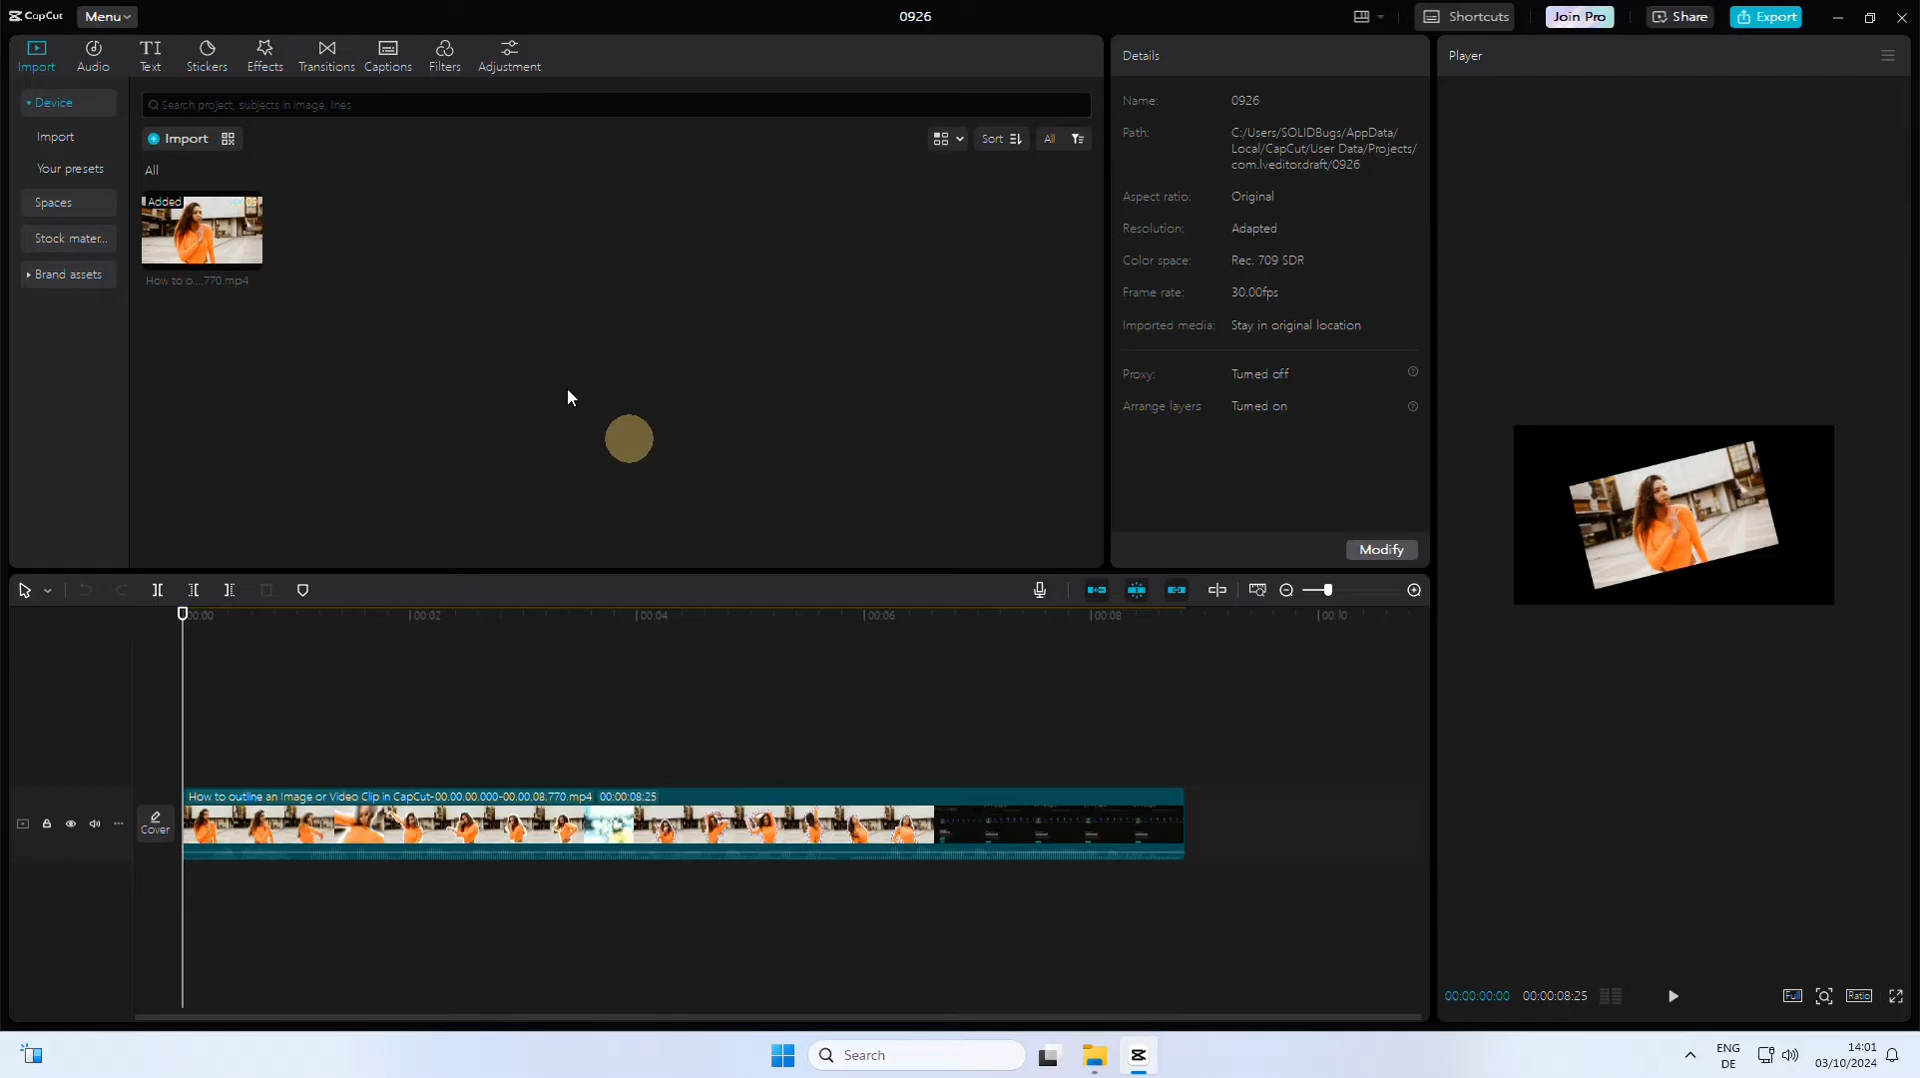 CapCut
Menu
0926
Shortcuts
Join Pro
Share
Export
Import
Audio
Text
Stickers
Effects
Transitions
Captions
Filters
Adjustment
Device
Import
Your presets
Spaces
Stock mater...
Brand assets
Search project, subjects in image, lines
Import
Sort
All
All
Added
How to o....770.mp4
Details
Name: 0926
Path: C:/Users/SOLIDBugs/AppData/
Local/CapCut/User Data/Projects/
com.lveditor.draft/0926
Aspect ratio: Original
Resolution: Adapted
Color space: Rec. 709 SDR
Frame rate: 30.00fps
Imported media: Stay in original location
Proxy: Turned off
Arrange layers Turned on
Modify
Player
00:00
00:02
00:04
00:06
00:08
00:10
How to outline an Image or Video Clip in CapCut-00.00.00.000-00.00.08.770.mp4 00:00:08:25
Cover
00:00:00:00 00:00:08:25
Full
Ratio
Search
ENG
DE
14:01
03/10/2024